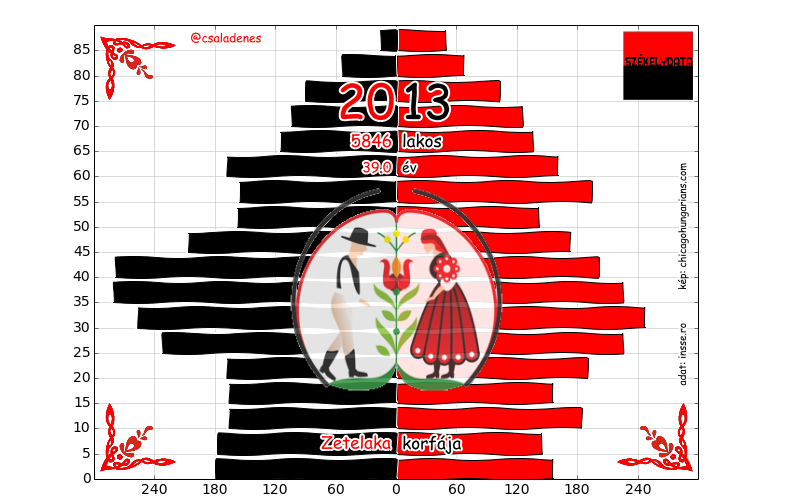 @csaladenes
SZÉKELYDATA
2013
5846 lakos
39.0 év
Zetelaka korfája
kép: chicagohungarians.com
adat: insse.ro
85
80
75
70
65
60
55
50
45
40
35
30
25
20
15
10
5
0
240 180 120 60 0 60 120 180 240